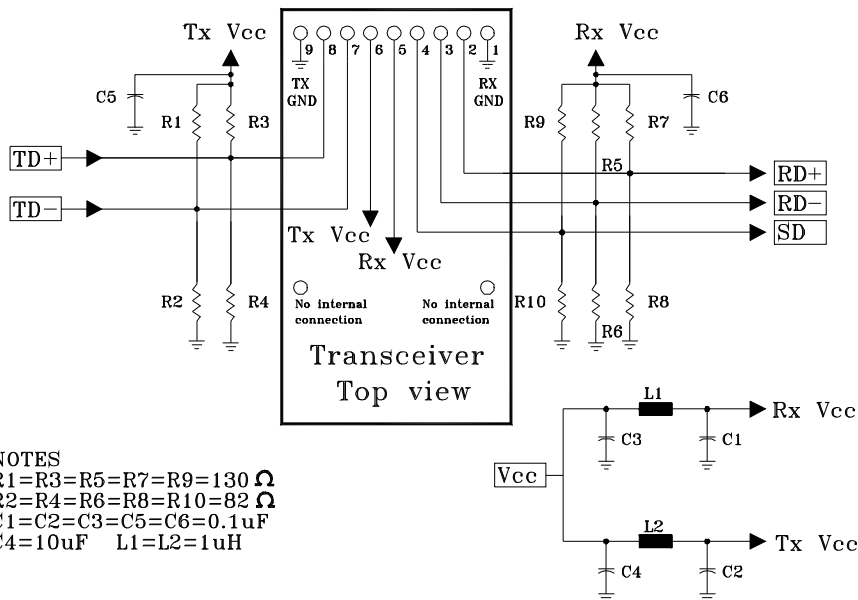 Tx Vcc
Rx Vcc
9 8 7 6 5 4 3 2 1
TX
GND
RX
GND
C5
C6
R1
R3
R9
R7
TD+
R5
RD+
TD-
RD-
Tx Vcc
SD
Rx Vcc
R2
R4
No internal
connection
No internal
connection
R10
R8
R6
Transceiver
Top view
L1
Rx Vcc
C3
C1
NOTES
R1=R3=R5=R7=R9=130 Ω
R2=R4=R6=R8=R10=82 Ω
C1=C2=C3=C5=C6=0.1uF
C4=10uF L1=L2=1uH
Vcc
L2
Tx Vcc
C4
C2